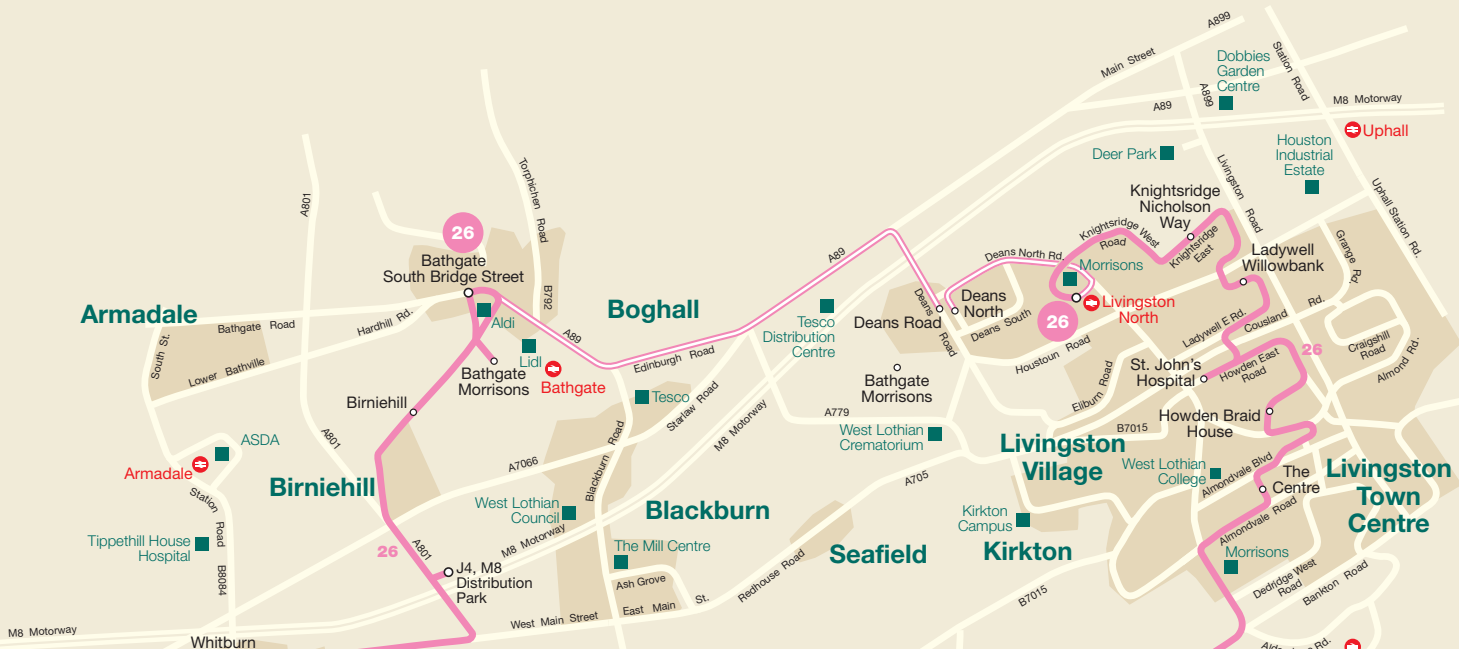 A899
Main Street
Station Road
Dobbies
Garden
Centre
A899
A89
M8 Motorway
Uphall
Houston
Industrial
Estate
Deer Park
Livingston Road
Uphall Station Rd.
Knightsridge
Nicholson
Way
Knightsridge West
Road
Knightsridge
East
Ladywell
Willowbank
Grange Rd.
A801
Torphichen Road
B792
26
Bathgate
South Bridge Street
Aldi
Lidl
Bathgate
Bathgate
Morrisons
A89
Armadale
South St.
Bathgate Road
Hardhill Rd.
Lower Bathville
Boghall
Edinburgh Road
A89
Tesco
Distribution
Centre
Deans Road
Deans Road
Deans
North
Deans North Rd.
Deans South
Morrisons
Livingston
North
26
Houstoun Road
Ladywell E Rd.
Cousland Rd.
26
Craigshill
Road
Almond Rd.
St. John's
Hospital
Howden East
Road
Eliburn Road
Bathgate
Morrisons
Birniehill
A801
ASDA
Armadale
Station Road
B8084
Tippethill House
Hospital
Birniehill
26
A801
J4, M8
Distribution
Park
A7066
Tesco
Starlaw Road
M8 Motorway
Blackburn Road
West Lothian
Council
M8 Motorway
Blackburn
The Mill Centre
Ash Grove
East Main St.
West Main Street
Redhouse Road
Seafield
A705
A779
West Lothian
Crematorium
Livingston
Village
B7015
Howden Braid
House
West Lothian
College
Almondvale Blvd
The
Centre
Almondvale Road
Livingston
Town
Centre
Kirkton
Campus
Kirkton
B7015
Morrisons
Dedridge West
Road
Bankton Road
M8 Motorway
Whitburn